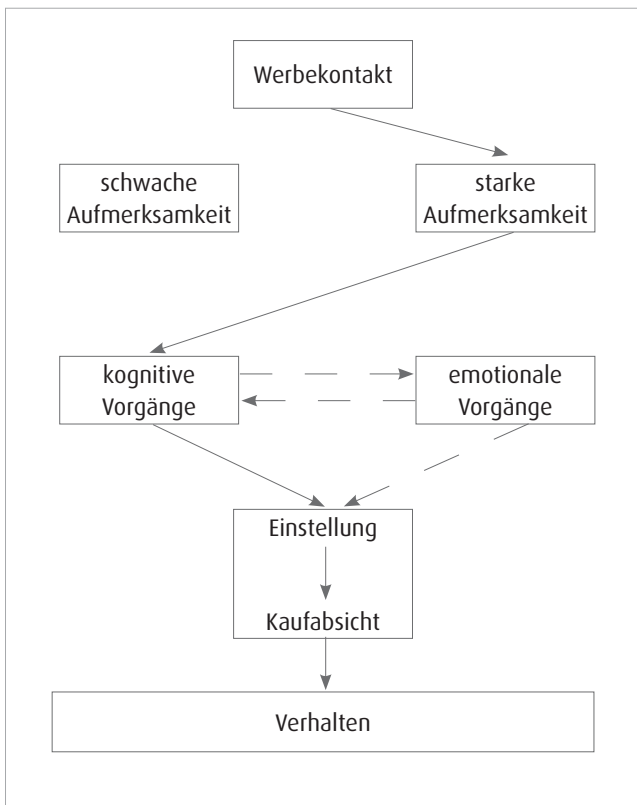 Werbekontakt
schwache
Aufmerksamkeit
starke
Aufmerksamkeit
kognitive
Vorgänge
emotionale
Vorgänge
Einstellung
Kaufabsicht
Verhalten